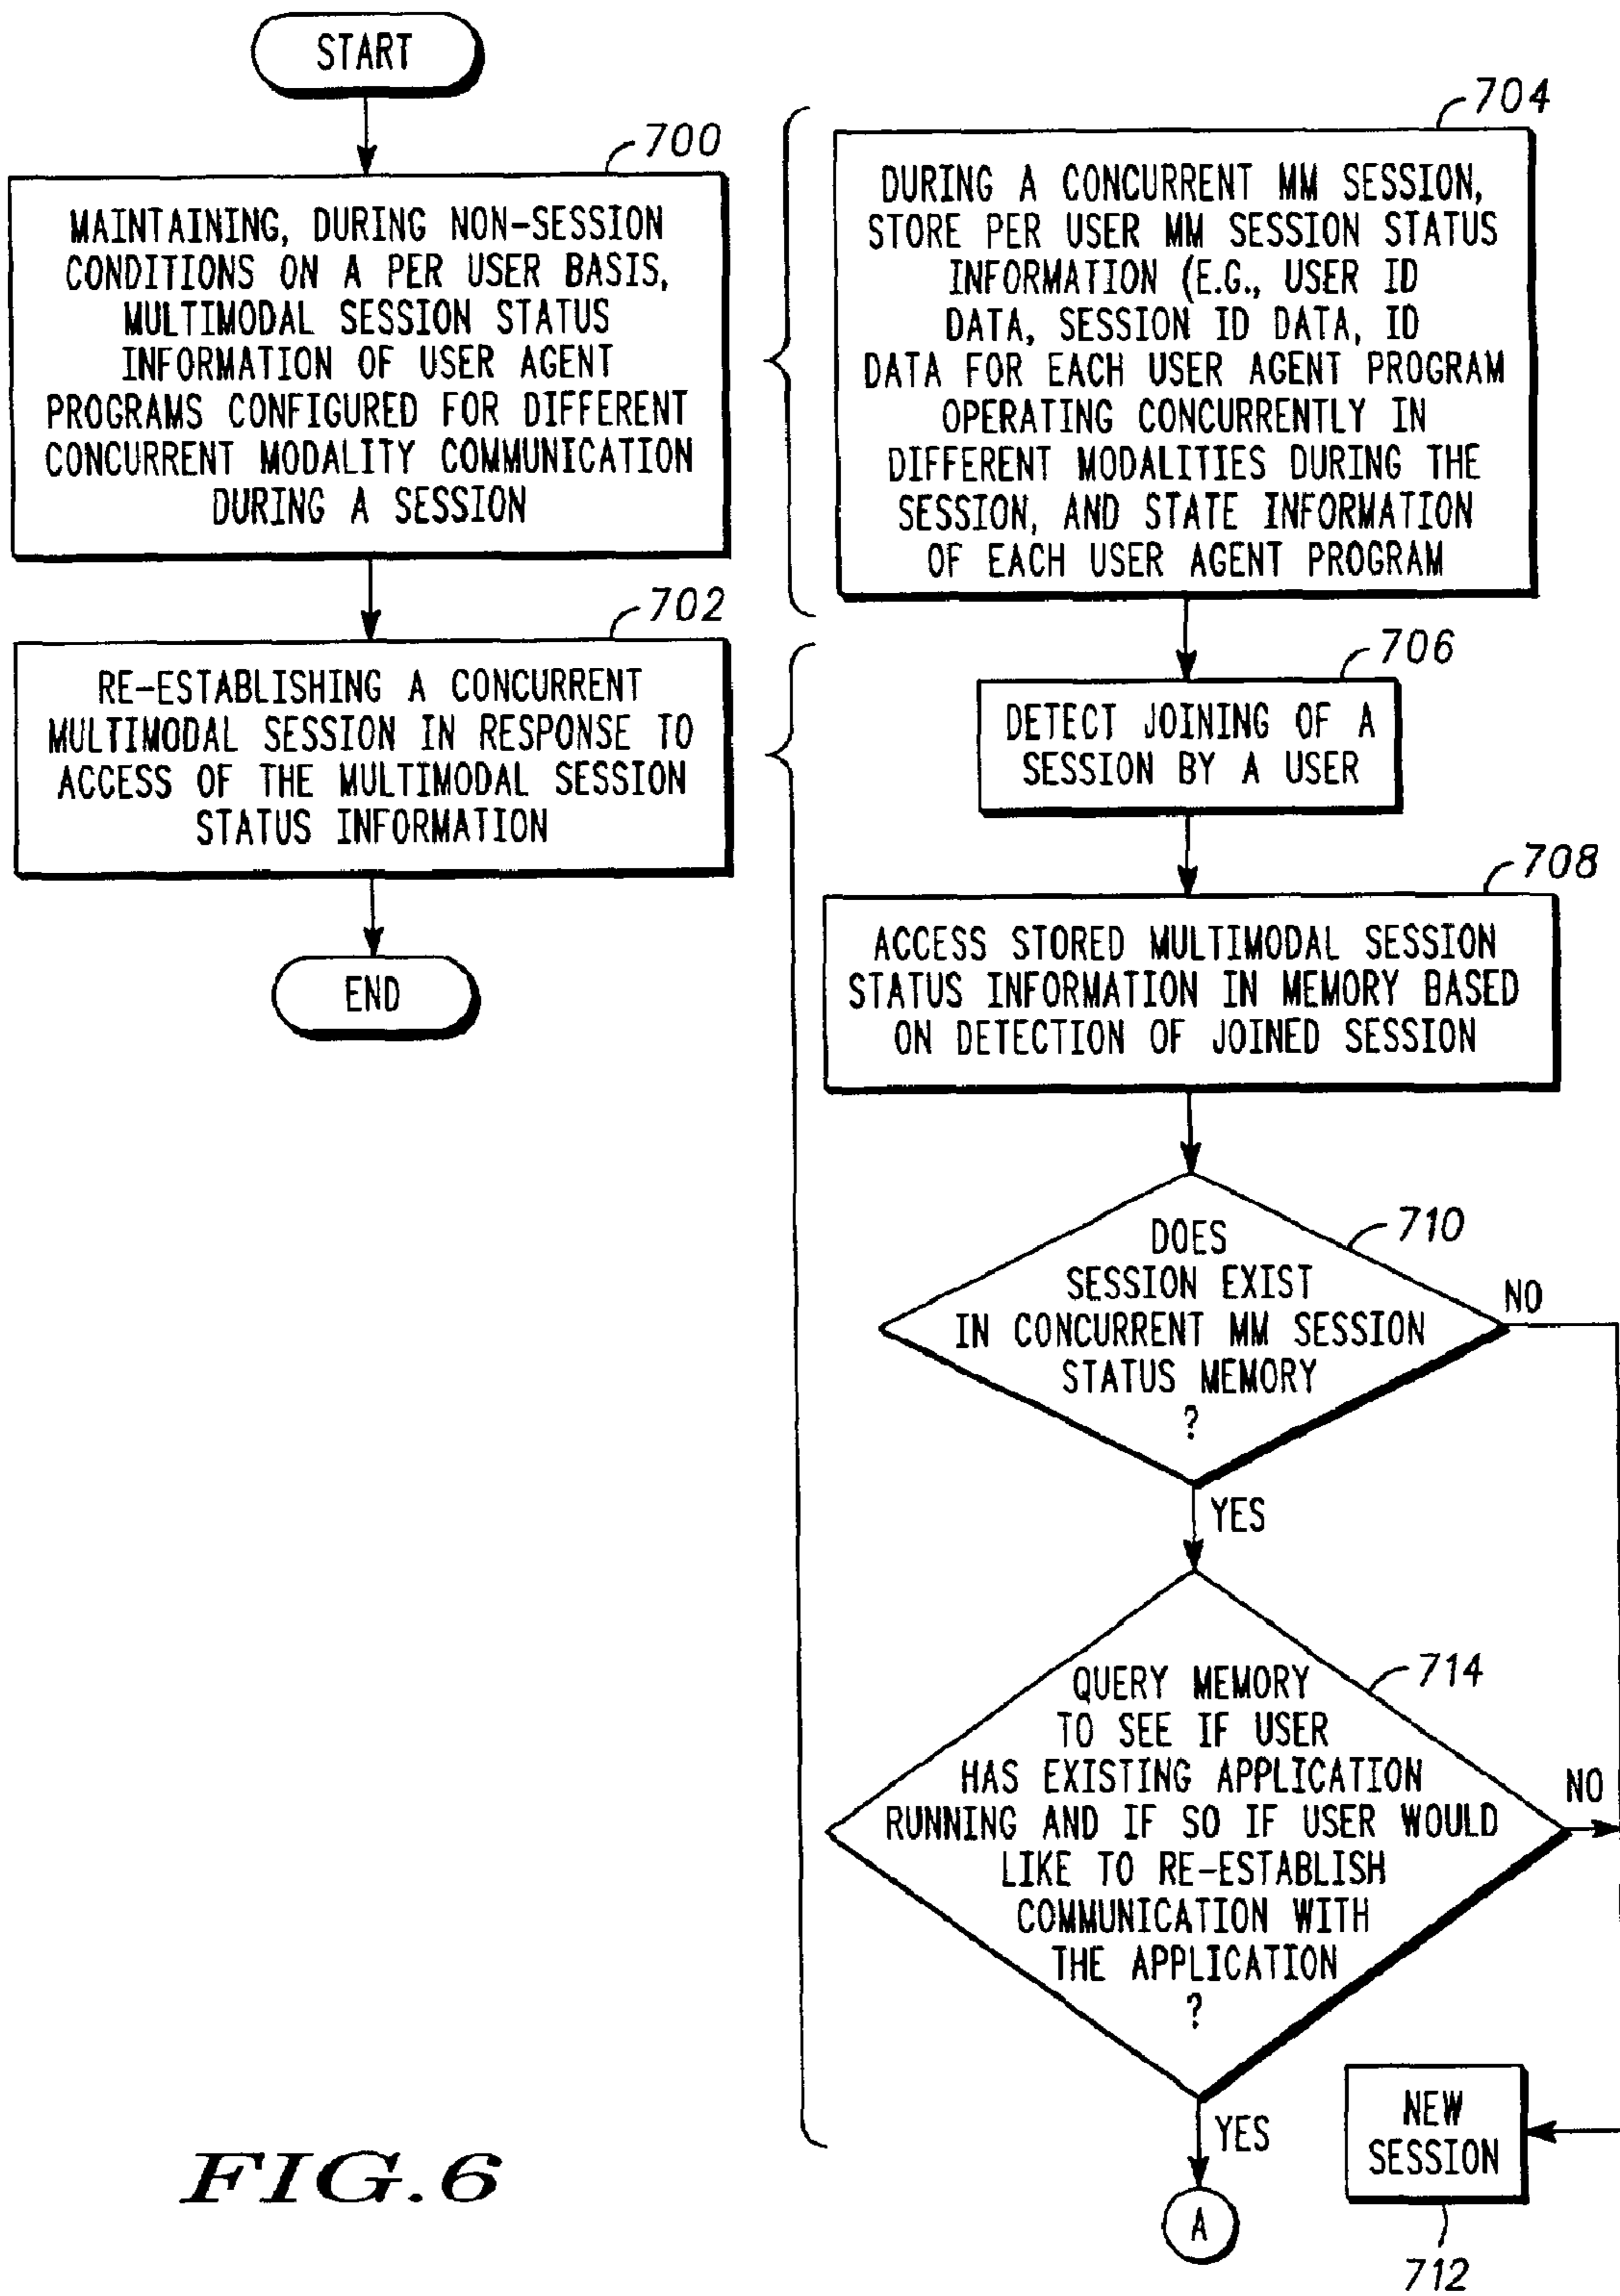 START
700
MAINTAINING, DURING NON-SESSION
CONDITIONS ON A PER USER BASIS,
MULTIMODAL SESSION STATUS
INFORMATION OF USER AGENT
PROGRAMS CONFIGURED FOR DIFFERENT
CONCURRENT MODALITY COMMUNICATION
DURING A SESSION
702
RE-ESTABLISHING A CONCURRENT
MULTIMODAL SESSION IN RESPONSE TO
ACCESS OF THE MULTIMODAL SESSION
STATUS INFORMATION
END
704
DURING A CONCURRENT MM SESSION,
STORE PER USER MM SESSION STATUS
INFORMATION (E.G., USER ID
DATA, SESSION ID DATA, ID
DATA FOR EACH USER AGENT PROGRAM
OPERATING CONCURRENTLY IN
DIFFERENT MODALITIES DURING THE
SESSION, AND STATE INFORMATION
OF EACH USER AGENT PROGRAM
706
DETECT JOINING OF A
SESSION BY A USER
708
ACCESS STORED MULTIMODAL SESSION
STATUS INFORMATION IN MEMORY BASED
ON DETECTION OF JOINED SESSION
710
DOES
SESSION EXIST
IN CONCURRENT MM SESSION
STATUS MEMORY
?
NO
YES
714
QUERY MEMORY
TO SEE IF USER
HAS EXISTING APPLICATION
RUNNING AND IF SO IF USER WOULD
LIKE TO RE-ESTABLISH
COMMUNICATION WITH
THE APPLICATION
?
NO
YES
A
NEW
SESSION
712
FIG.6